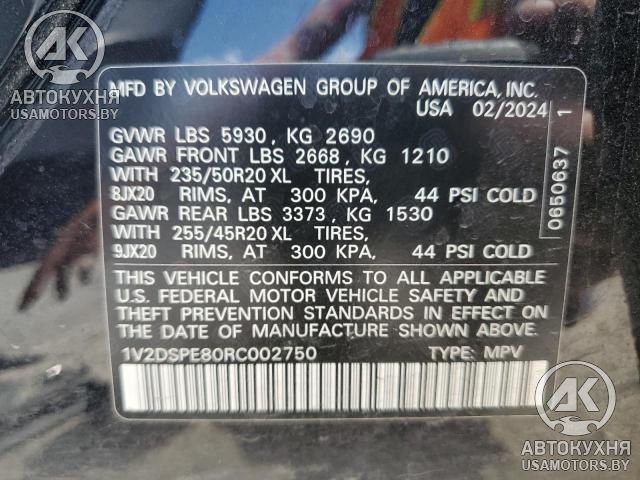 MFD BY VOLKSWAGEN GROUP OF AMERICA, INC.
USA 02/2024
1
0650637
GVWR LBS 5930, KG 2690
GAWR FRONT LBS 2668, KG 1210
WITH 235/50R20 XL TIRES,
8JX20 RIMS, AT 300 KPA, 44 PSI COLD
GAWR REAR LBS 3373, KG 1530
WITH 255/45R20 XL TIRES,
9JX20 RIMS, AT 300 KPA, 44 PSI COLD
THIS VEHICLE CONFORMS TO ALL APPLICABLE
U.S. FEDERAL MOTOR VEHICLE SAFETY AND
THEFT PREVENTION STANDARDS IN EFFECT ON
THE DATE OF MANUFACTURE SHOWN ABOVE.
1V2DSPE80RC002750 TYPE: MPV
AK
АВТОКУХНЯ
USAMOTORS.BY
AK
АВТОКУХНЯ
USAMOTORS.BY